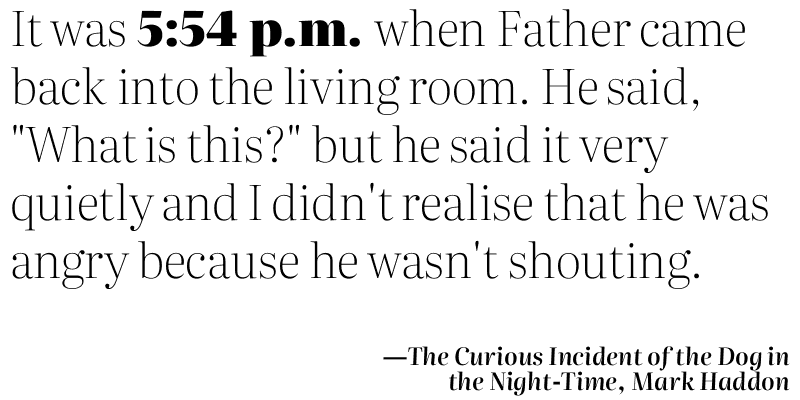 It was 5:54 p.m. when Father came
back into the living room. He said,
"What is this?" but he said it very
quietly and I didn't realise that he was
angry because he wasn't shouting.
—The Curious Incident of the Dog in
the Night-Time, Mark Haddon